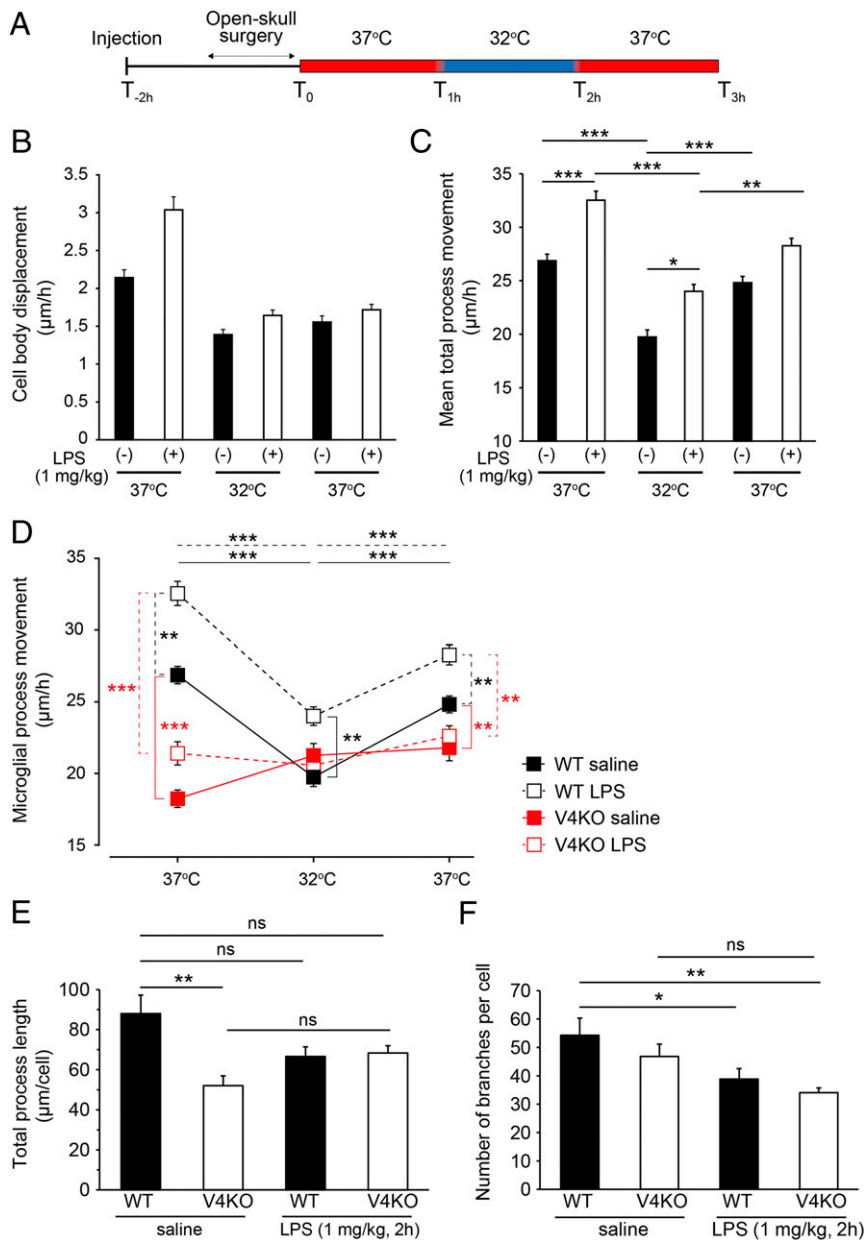 A
Injection
Open-skull
surgery
37°C 32°C 37°C
T-2h T0 T1h T2h T3h
B
Cell body displacement
(µm/h)
3.5
3
2.5
2
1.5
1
0.5
0
LPS
(1 mg/kg)
(-) (+) (-) (+) (-) (+)
37°C 32°C 37°C
C
Mean total process movement
(µm/h)
35
30
25
20
15
10
*** *** *** *** ** *
LPS
(1 mg/kg)
(-) (+) (-) (+) (-) (+)
37°C 32°C 37°C
D
Microglial process movement
(µm/h)
35
30
25
20
15
*** ***
*** ***
** *** *** ** ** ** **
37°C 32°C 37°C
WT saline
WT LPS
V4KO saline
V4KO LPS
E
Total process length
(µm/cell)
100
80
60
40
20
0
ns
ns
**
ns
WT V4KO WT V4KO
saline LPS (1 mg/kg, 2h)
F
Number of branches per cell
70
60
50
40
30
20
10
0
ns
**
*
WT V4KO WT V4KO
saline LPS (1 mg/kg, 2h)